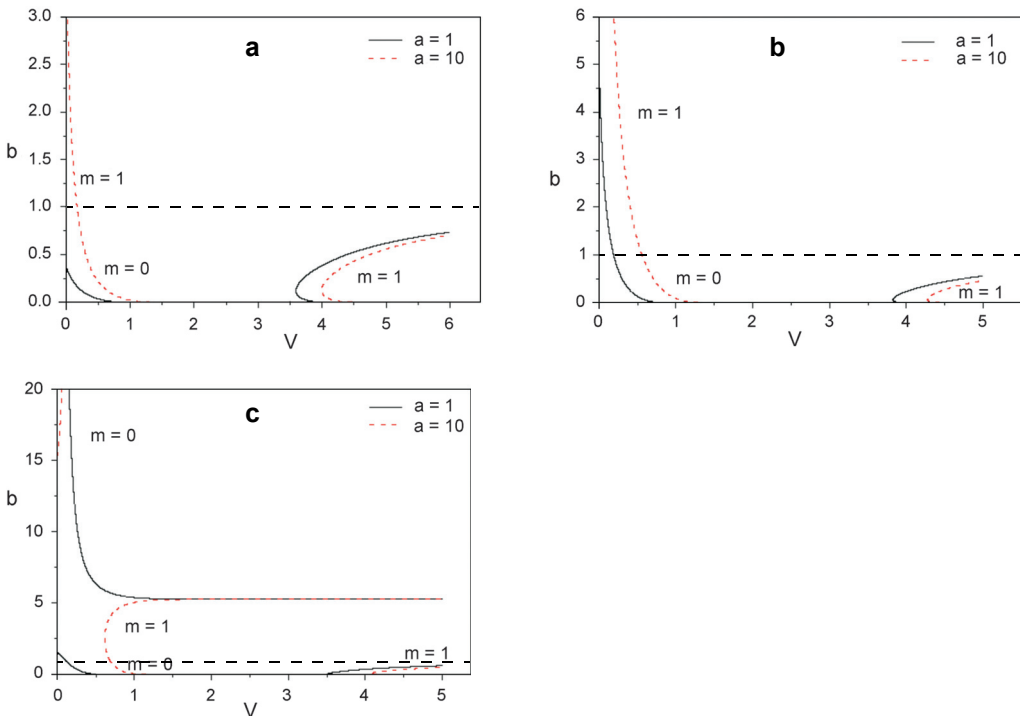 a
3.0
2.5
2.0
1.5
1.0
0.5
0.0
b
0 1 2 3 4 5 6
V
a = 1
a = 10
m = 1
m = 0
m = 1
b
6
5
4
3
2
1
0
b
0 1 2 3 4 5
V
a = 1
a = 10
m = 1
m = 0
m = 1
c
20
15
10
5
0
b
0 1 2 3 4 5
V
a = 1
a = 10
m = 0
m = 1
m = 0
m = 1